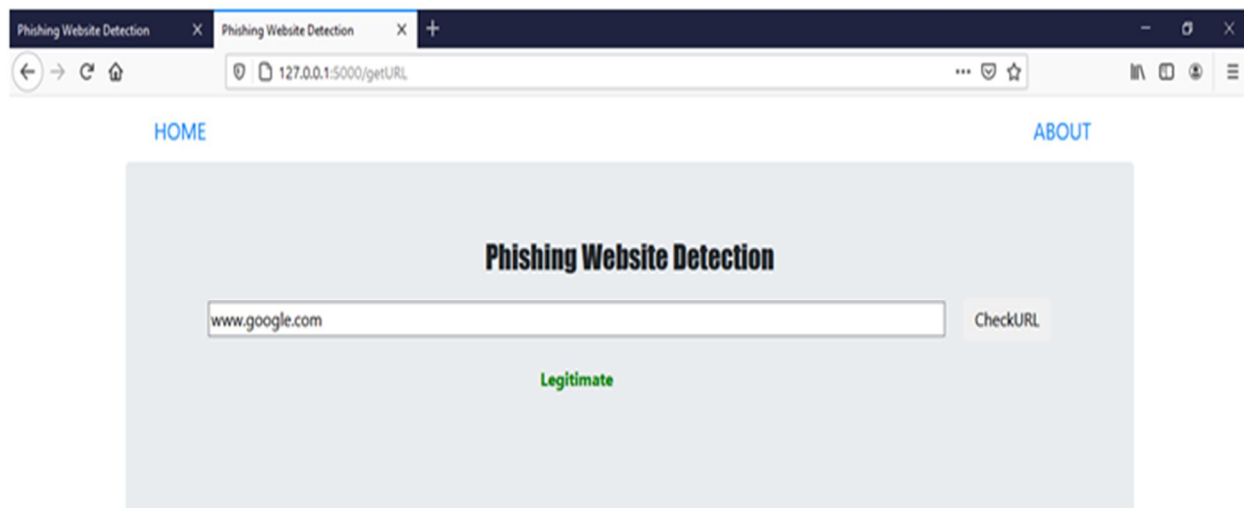 Phishing Website Detection Phishing Website Detection
127.0.0.1:5000/getURL
HOME ABOUT
Phishing Website Detection
www.google.com CheckURL
Legitimate